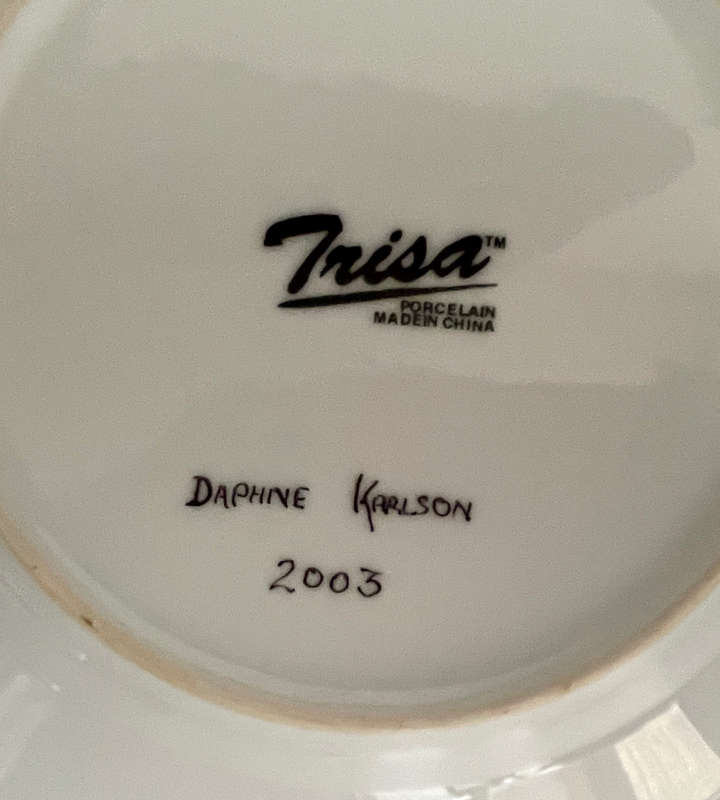 Trisa™
PORCELAIN
MADE IN CHINA
DAPHNE KARLSON
2003